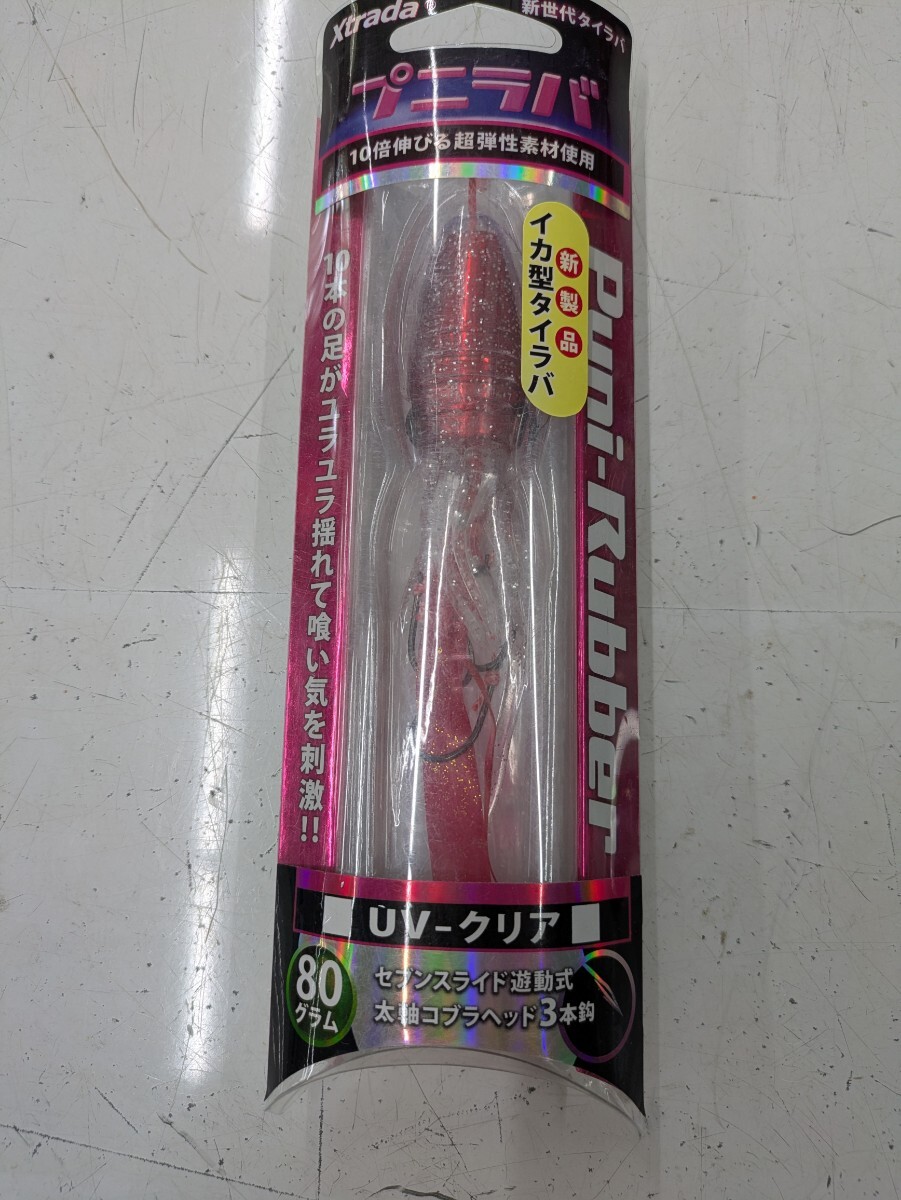 Xtrada®
新世代タイラバ
プニラバ
10倍伸びる超弾性素材使用
新製品
イカ型タイラバ
10本の足がユラユラ揺れて喰い気を刺激!!
Puni-Rubber
UV-クリア
80
グラム
セブンスライド遊動式
太軸コブラヘッド3本鈎